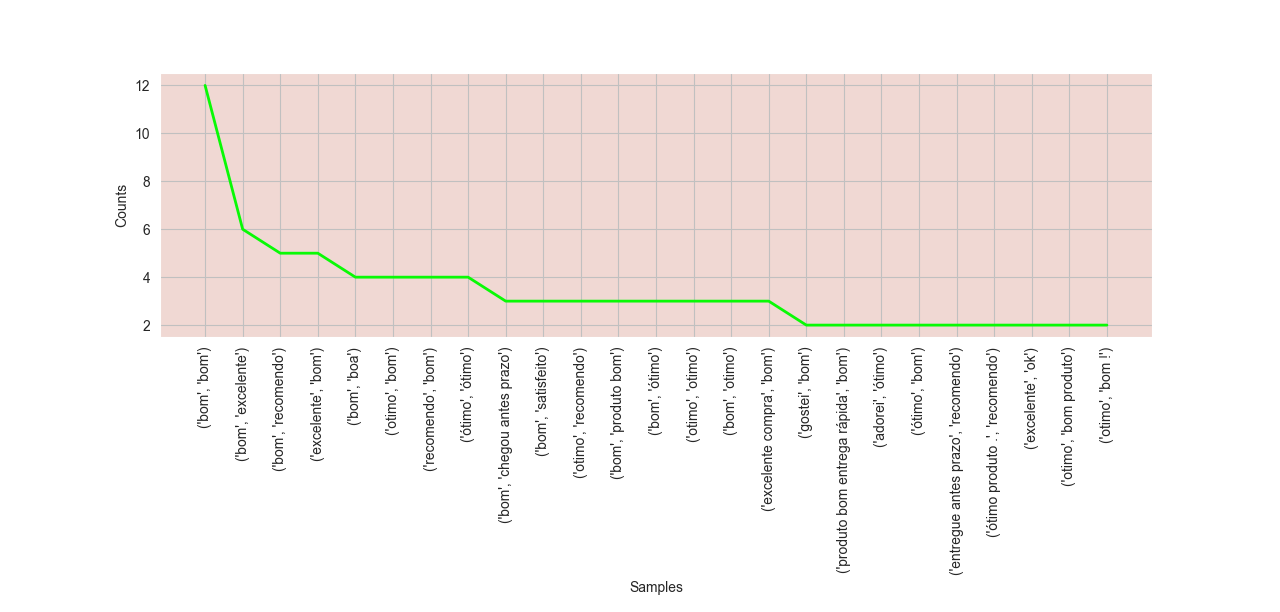 12
10
8
6
4
2
Counts
('bom', 'bom')
('bom', 'excelente')
('bom', 'recomendo')
('excelente', 'bom')
('bom', 'boa')
('otimo', 'bom')
('recomendo', 'bom')
('ótimo', 'ótimo')
('bom', 'chegou antes prazo')
('bom', 'satisfeito')
('otimo', 'recomendo')
('bom', 'produto bom')
('bom', 'ótimo')
('otimo', 'otimo')
('bom', 'otimo')
('excelente compra', 'bom')
('gostei', 'bom')
('produto bom entrega rápida', 'bom')
('adorei', 'ótimo')
('ótimo', 'bom')
('entregue antes prazo', 'recomendo')
('ótimo produto .', 'recomendo')
('excelente', 'ok')
('otimo', 'bom produto')
('otimo', 'bom !')
Samples